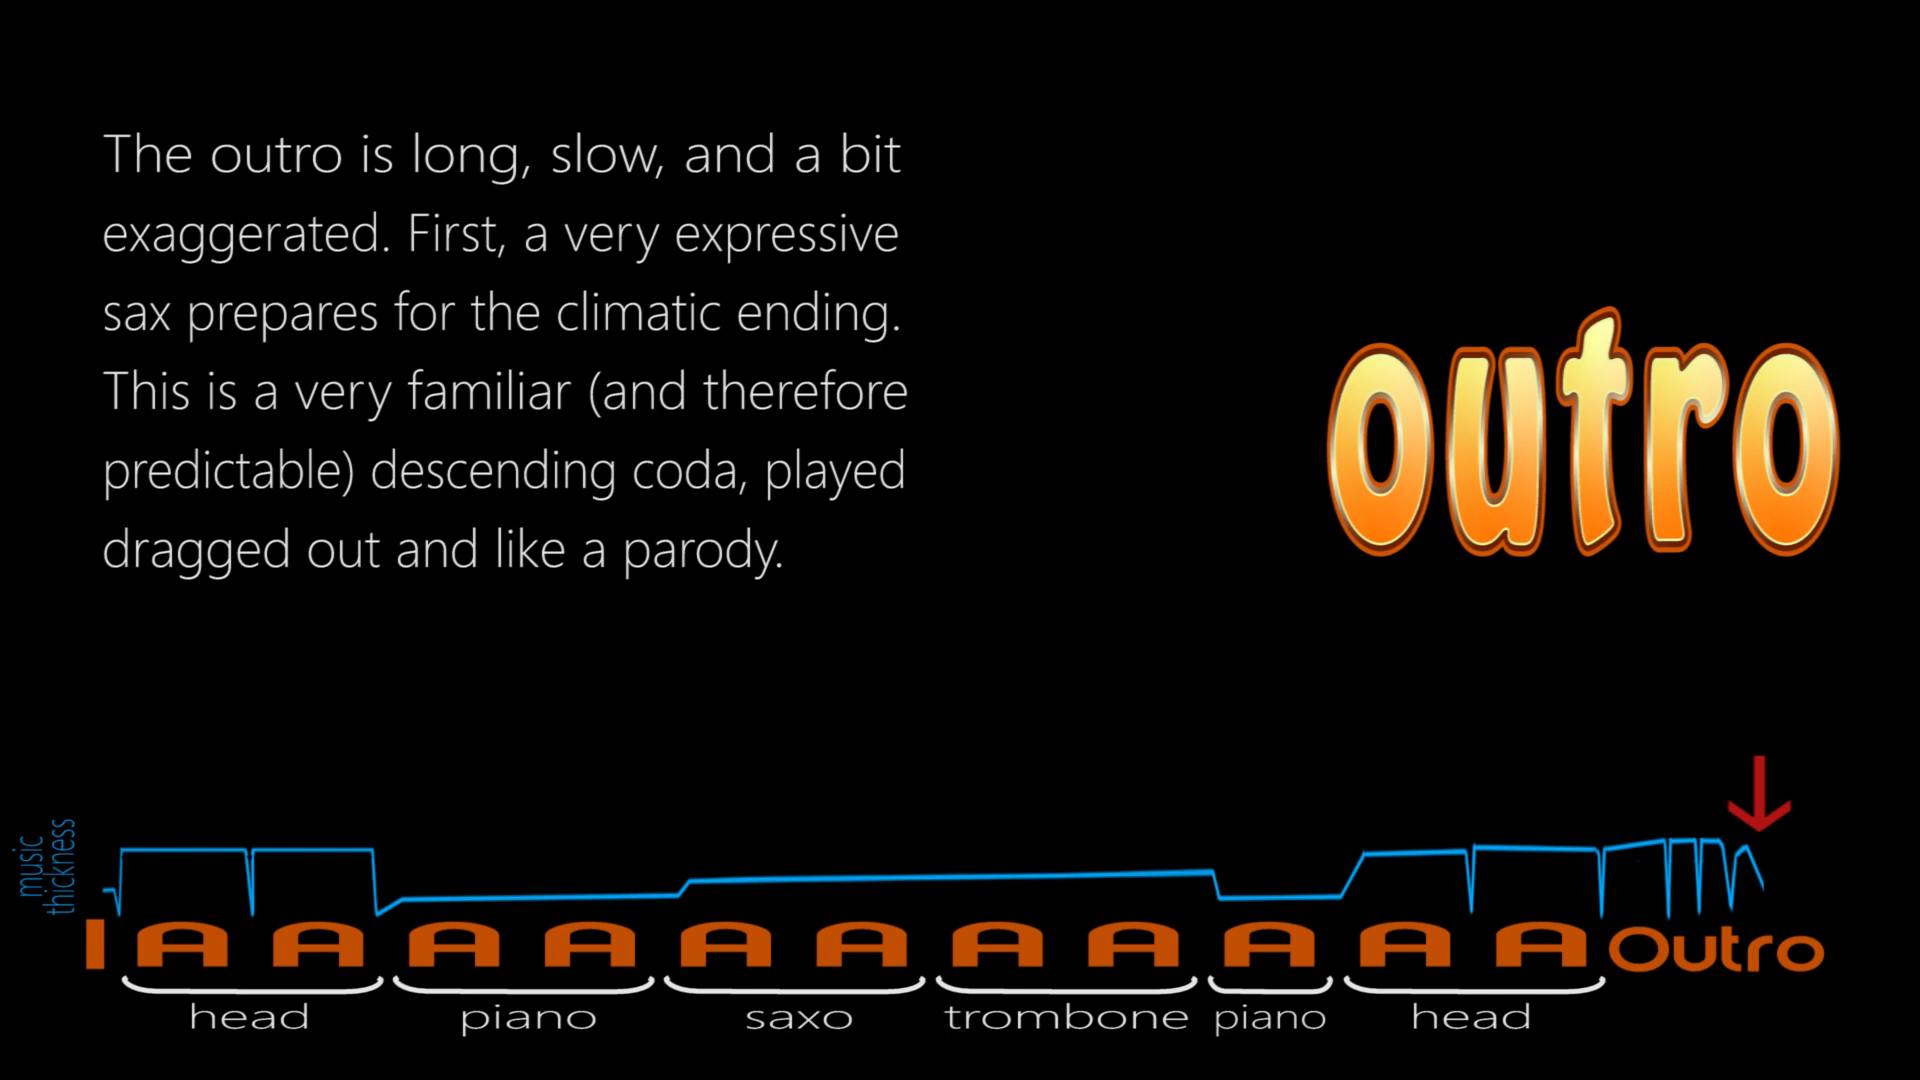 The outro is long, slow, and a bit
exaggerated. First, a very expressive
sax prepares for the climatic ending.
This is a very familiar (and therefore
predictable) descending coda, played
dragged out and like a parody.
outro
music
thickness
I A A A A A A A A A A A Outro
head piano saxo trombone piano head